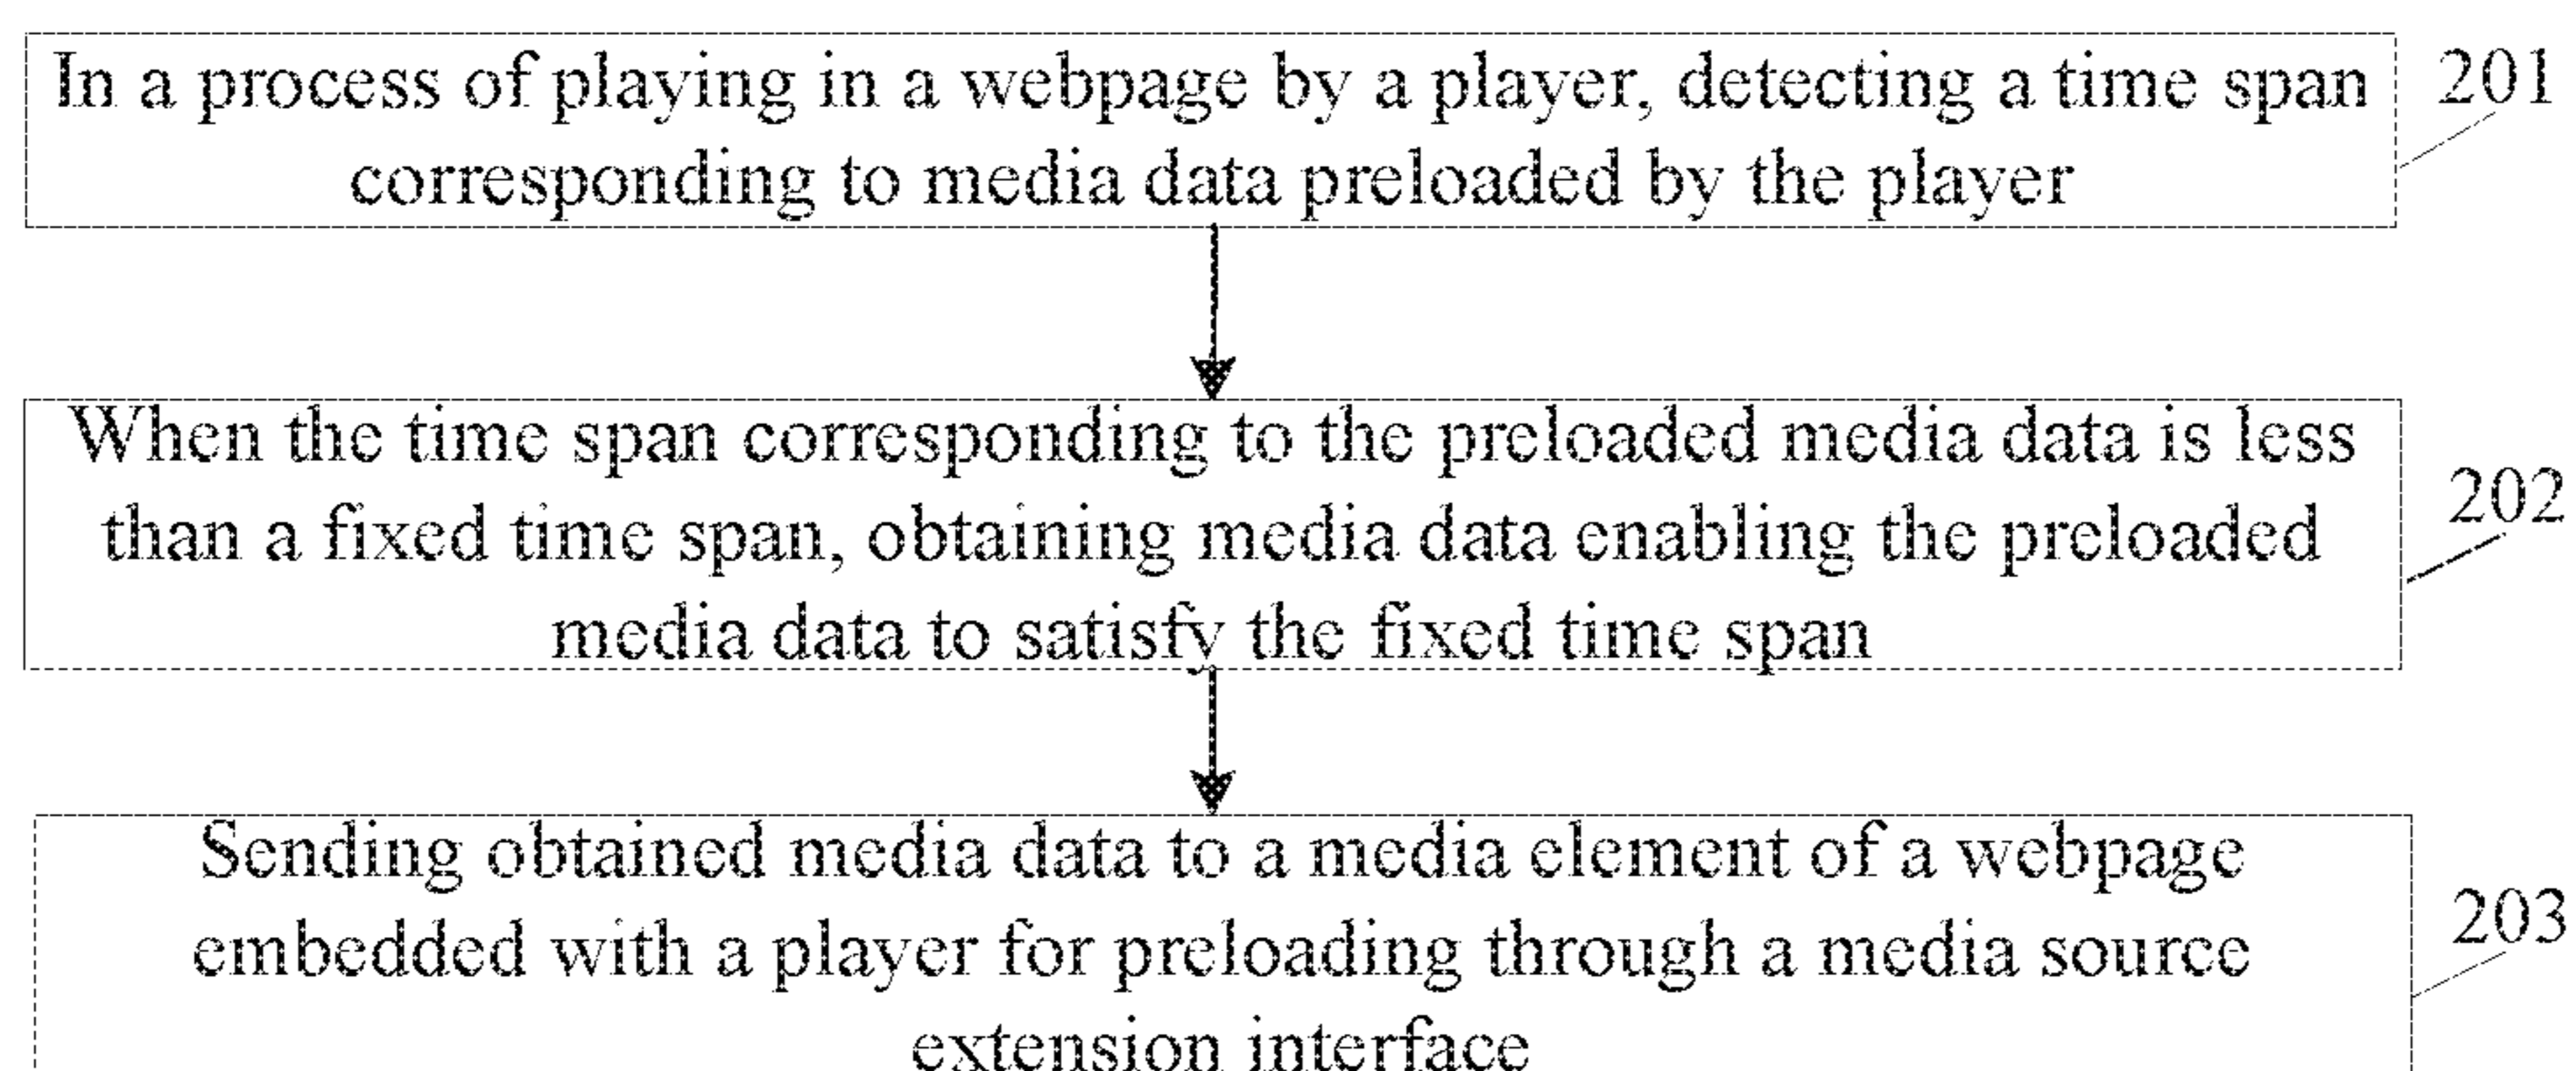 In a process of playing in a webpage by a player, detecting a time span
corresponding to media data preloaded by the player
201
When the time span corresponding to the preloaded media data is less
than a fixed time span, obtaining media data enabling the preloaded
media data to satisfy the fixed time span
202
Sending obtained media data to a media element of a webpage
embedded with a player for preloading through a media source
extension interface
203